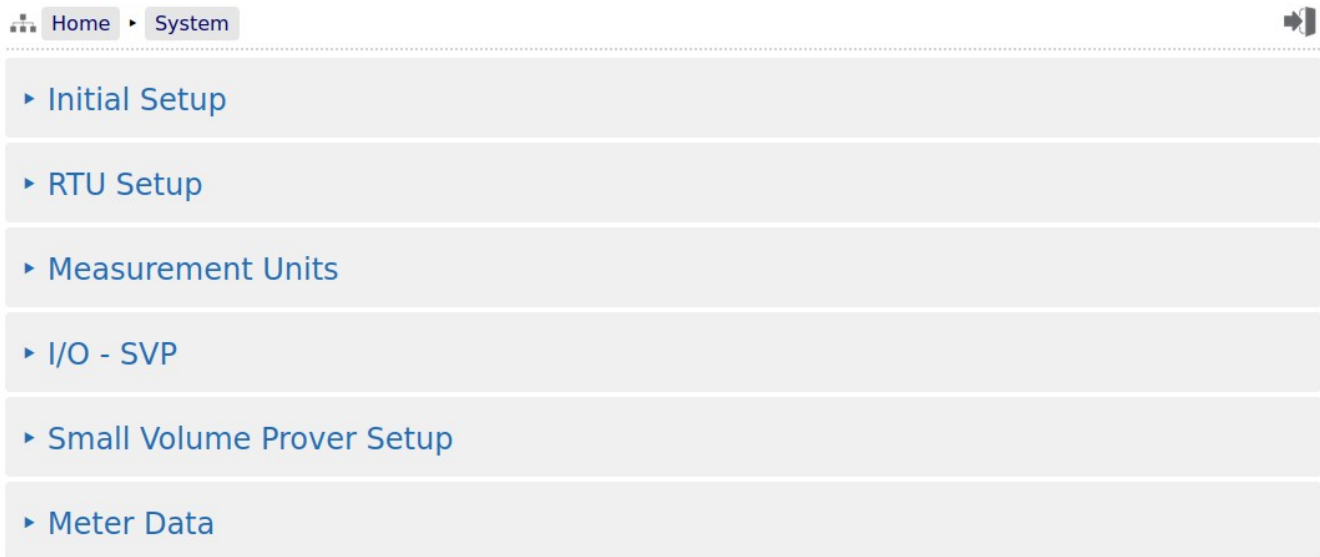 Home ‣ System
‣ Initial Setup
‣ RTU Setup
‣ Measurement Units
‣ I/O - SVP
‣ Small Volume Prover Setup
‣ Meter Data